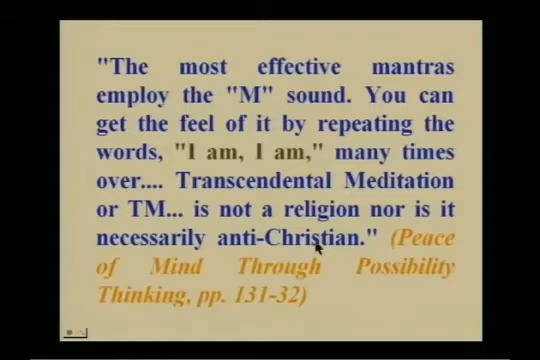 "The most effective mantras
employ the "M" sound. You can
get the feel of it by repeating the
words, "I am, I am," many times
over.... Transcendental Meditation
or TM... is not a religion nor is it
necessarily anti-Christian." (Peace
of Mind Through Possibility
Thinking, pp. 131-32)